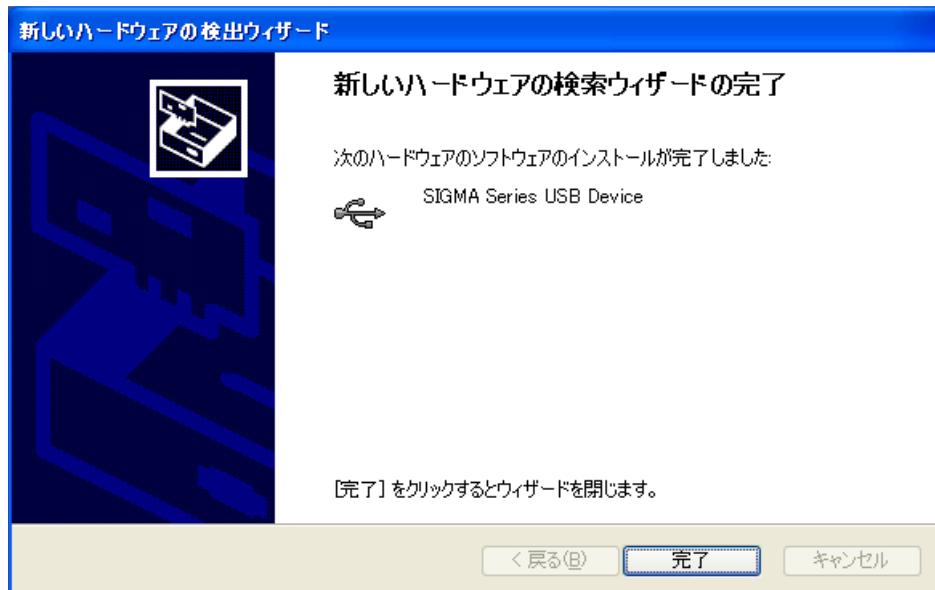 新しいハードウェアの検出ウィザード
新しいハードウェアの検索ウィザードの完了
次のハードウェアのソフトウェアのインストールが完了しました:
SIGMA Series USB Device
[完了] をクリックするとウィザードを閉じます。
< 戻る(B)
完了
キャンセル